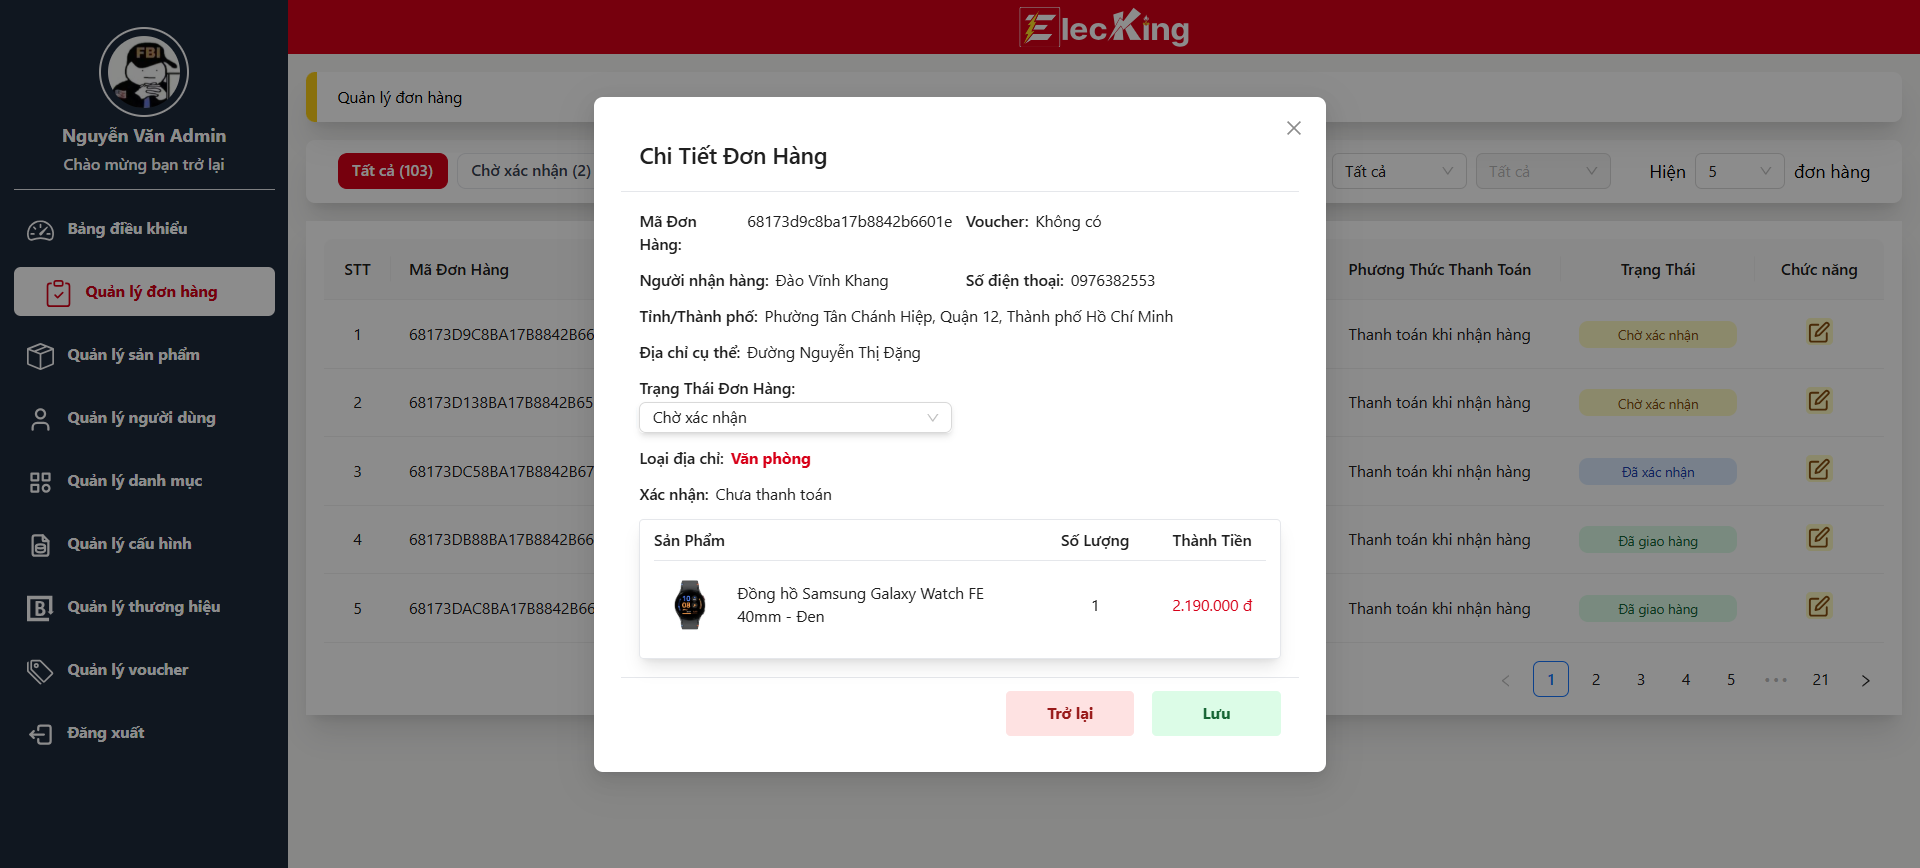 FBI
Nguyễn Văn Admin
Chào mừng bạn trở lại
Bảng điều khiểu
Quản lý đơn hàng
Quản lý sản phẩm
Quản lý người dùng
Quản lý danh mục
Quản lý cấu hình
Quản lý thương hiệu
Quản lý voucher
Đăng xuất
ElecKing
Quản lý đơn hàng
Tất cả (103)
Chờ xác nhận (2)
Tất cả
Tất cả
Hiện 5 đơn hàng
STT Mã Đơn Hàng Phương Thức Thanh Toán Trạng Thái Chức năng
1 68173D9C8BA17B8842B66 Thanh toán khi nhận hàng Chờ xác nhận
2 68173D138BA17B8842B65 Thanh toán khi nhận hàng Chờ xác nhận
3 68173DC58BA17B8842B67 Thanh toán khi nhận hàng Đã xác nhận
4 68173DB88BA17B8842B66 Thanh toán khi nhận hàng Đã giao hàng
5 68173DAC8BA17B8842B66 Thanh toán khi nhận hàng Đã giao hàng
< 1 2 3 4 5 ••• 21 >
Chi Tiết Đơn Hàng
Mã Đơn Hàng: 68173d9c8ba17b8842b6601e Voucher: Không có
Người nhận hàng: Đào Vĩnh Khang Số điện thoại: 0976382553
Tỉnh/Thành phố: Phường Tân Chánh Hiệp, Quận 12, Thành phố Hồ Chí Minh
Địa chỉ cụ thể: Đường Nguyễn Thị Đặng
Trạng Thái Đơn Hàng:
Chờ xác nhận
Loại địa chỉ: Văn phòng
Xác nhận: Chưa thanh toán
Sản Phẩm Số Lượng Thành Tiền
Đồng hồ Samsung Galaxy Watch FE
40mm - Đen
1 2.190.000 đ
Trở lại
Lưu